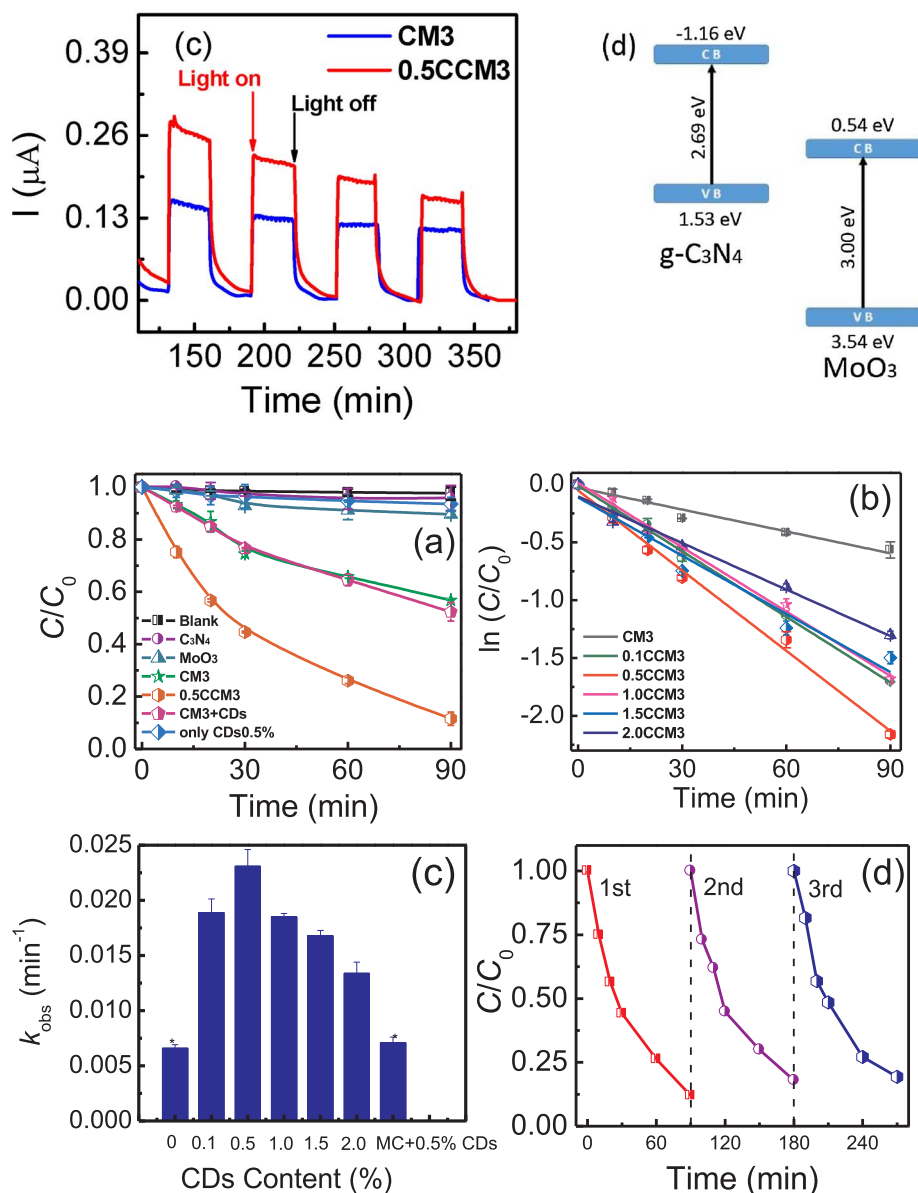 (c)
CM3
0.5CCM3
Light on
Light off
0.39
0.26
0.13
0.00
I (μA)
150 200 250 300 350
Time (min)
(d)
-1.16 eV
CB
2.69 eV
VB
1.53 eV
g-C₃N₄
0.54 eV
CB
3.00 eV
VB
3.54 eV
MoO₃
(a)
1.0
0.8
0.6
0.4
0.2
0.0
C/C₀
Blank
C₃N₄
MoO₃
CM3
0.5CCM3
CM3+CDs
only CDs0.5%
0 30 60 90
Time (min)
(b)
0.0
-0.5
-1.0
-1.5
-2.0
ln (C/C₀)
CM3
0.1CCM3
0.5CCM3
1.0CCM3
1.5CCM3
2.0CCM3
0 30 60 90
Time (min)
(c)
0.025
0.020
0.015
0.010
0.005
0.000
k_obs (min⁻¹)
* *
0 0.1 0.5 1.0 1.5 2.0 MC+0.5% CDs
CDs Content (%)
(d)
1st 2nd 3rd
1.00
0.75
0.50
0.25
0.00
C/C₀
0 60 120 180 240
Time (min)